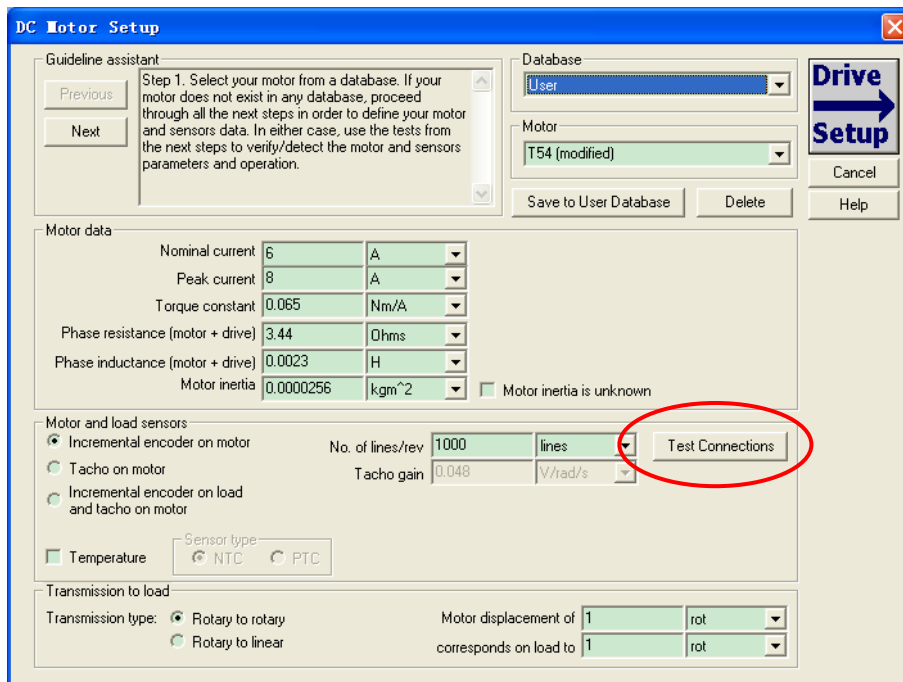 DC Motor Setup
Guideline assistant
Previous
Next
Step 1. Select your motor from a database. If your
motor does not exist in any database, proceed
through all the next steps in order to define your motor
and sensors data. In either case, use the tests from
the next steps to verify/detect the motor and sensors
parameters and operation.
Database
User
Motor
T54 (modified)
Save to User Database
Delete
Drive
Setup
Cancel
Help
Motor data
Nominal current 6 A
Peak current 8 A
Torque constant 0.065 Nm/A
Phase resistance (motor + drive) 3.44 Ohms
Phase inductance (motor + drive) 0.0023 H
Motor inertia 0.0000256 kgm^2 Motor inertia is unknown
Motor and load sensors
Incremental encoder on motor
Tacho on motor
Incremental encoder on load
and tacho on motor
No. of lines/rev 1000 lines
Tacho gain 0.048 V/rad/s
Test Connections
Temperature
Sensor type
NTC PTC
Transmission to load
Transmission type: Rotary to rotary
Rotary to linear
Motor displacement of 1 rot
corresponds on load to 1 rot